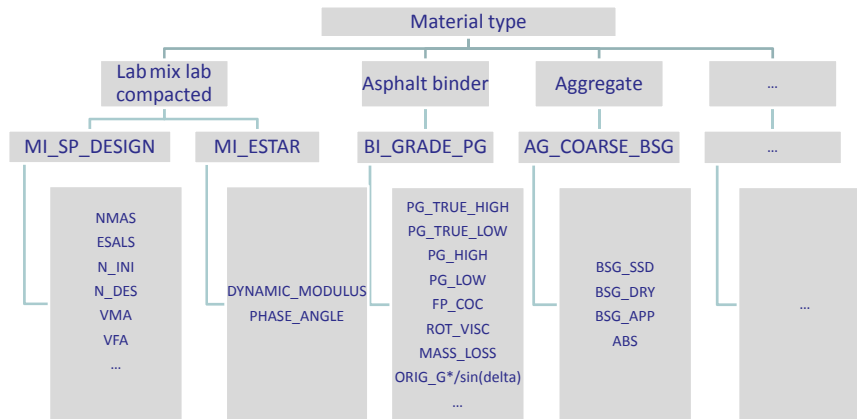 Material type
Lab mix lab
compacted
Asphalt binder
Aggregate
...
MI_SP_DESIGN
MI_ESTAR
BI_GRADE_PG
AG_COARSE_BSG
...
NMAS
ESALS
N_INI
N_DES
VMA
VFA
...
DYNAMIC_MODULUS
PHASE_ANGLE
PG_TRUE_HIGH
PG_TRUE_LOW
PG_HIGH
PG_LOW
FP_COC
ROT_VISC
MASS_LOSS
ORIG_G*/sin(delta)
...
BSG_SSD
BSG_DRY
BSG_APP
ABS
...